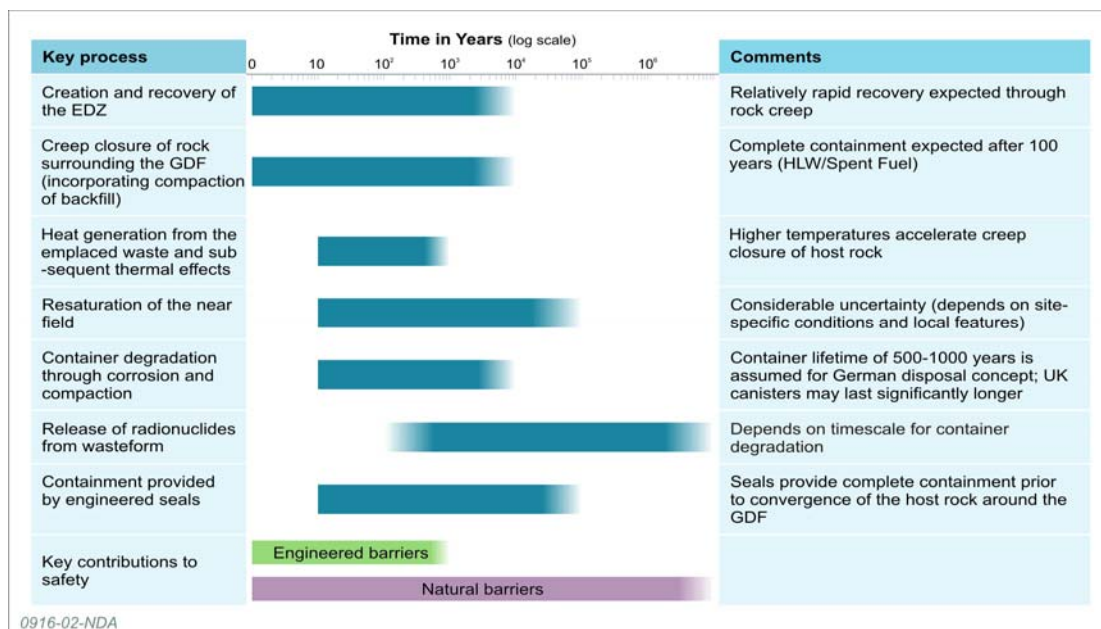 Time in Years (log scale)
Key process
0 10 10² 10³ 10⁴ 10⁵ 10⁶
Comments
Creation and recovery of
the EDZ
Relatively rapid recovery expected through
rock creep
Creep closure of rock
surrounding the GDF
(incorporating compaction
of backfill)
Complete containment expected after 100
years (HLW/Spent Fuel)
Heat generation from the
emplaced waste and sub
-sequent thermal effects
Higher temperatures accelerate creep
closure of host rock
Resaturation of the near
field
Considerable uncertainty (depends on site-
specific conditions and local features)
Container degradation
through corrosion and
compaction
Container lifetime of 500-1000 years is
assumed for German disposal concept; UK
canisters may last significantly longer
Release of radionuclides
from wasteform
Depends on timescale for container
degradation
Containment provided
by engineered seals
Seals provide complete containment prior
to convergence of the host rock around the
GDF
Key contributions to
safety
Engineered barriers
Natural barriers
0916-02-NDA